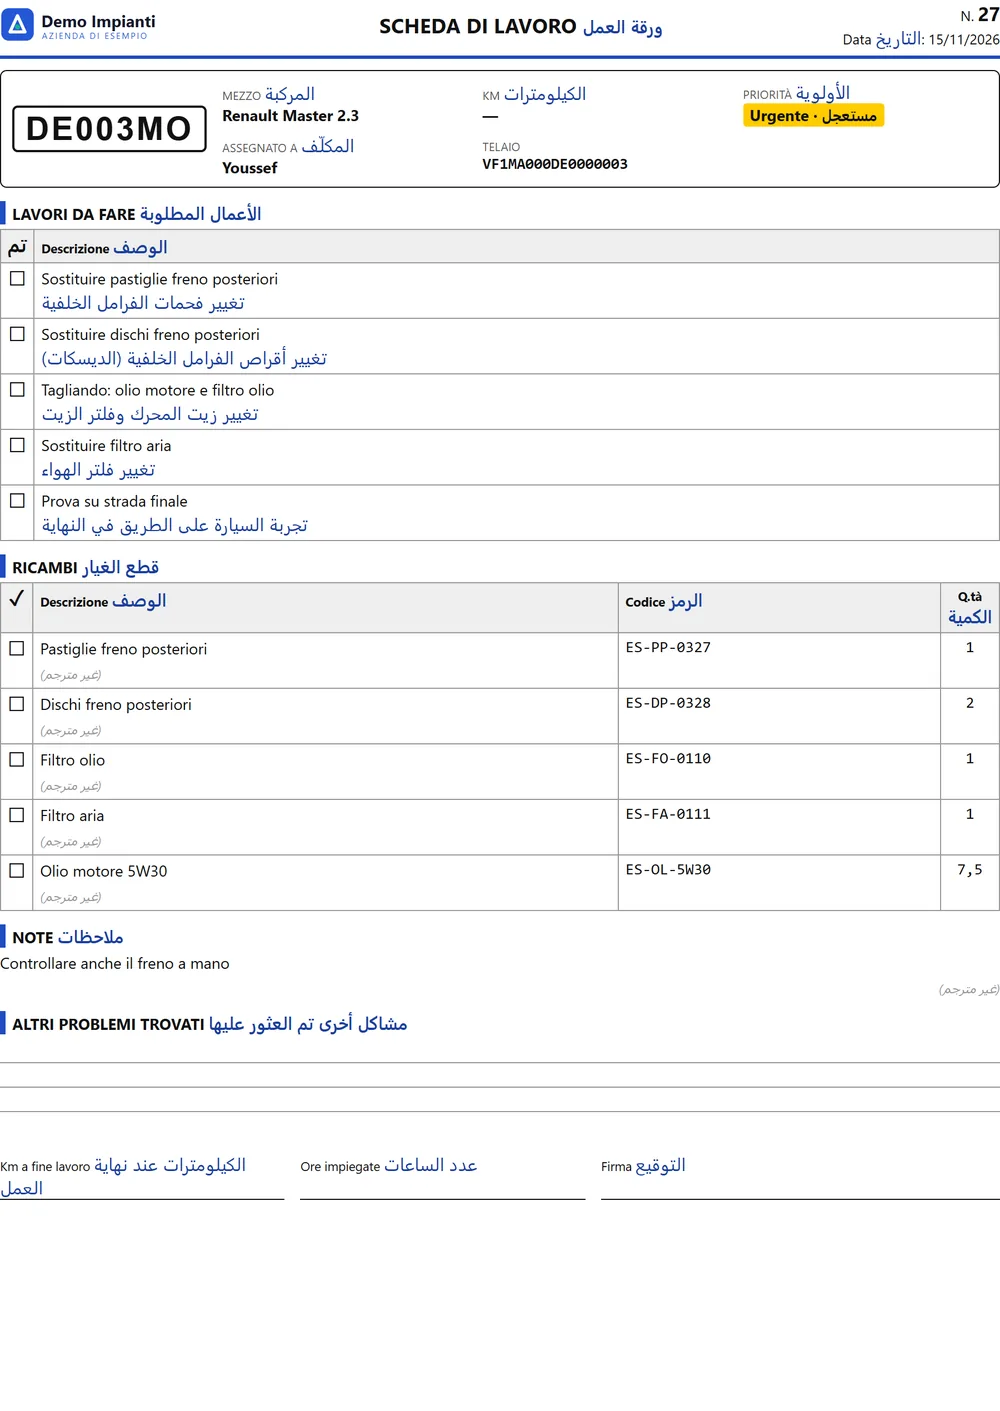 Demo Impianti
AZIENDA DI ESEMPIO
SCHEDA DI LAVORO ورقة العمل
N. 27
Data التاريخ: 15/11/2026
DE003MO
MEZZO المركبة
Renault Master 2.3
ASSEGNATO A المكلّف
Youssef
KM الكيلومترات
—
TELAIO
VF1MA000DE0000003
PRIORITÀ الأولوية
Urgente · مستعجل
LAVORI DA FARE الأعمال المطلوبة
تم Descrizione الوصف
☐ Sostituire pastiglie freno posteriori
تغيير فحمات الفرامل الخلفية
☐ Sostituire dischi freno posteriori
تغيير أقراص الفرامل الخلفية (الديسكات)
☐ Tagliando: olio motore e filtro olio
تغيير زيت المحرك وفلتر الزيت
☐ Sostituire filtro aria
تغيير فلتر الهواء
☐ Prova su strada finale
تجربة السيارة على الطريق في النهاية
RICAMBI قطع الغيار
✓ Descrizione الوصف Codice الرمز Q.tà الكمية
☐ Pastiglie freno posteriori ES-PP-0327 1
(غير مترجم)
☐ Dischi freno posteriori ES-DP-0328 2
(غير مترجم)
☐ Filtro olio ES-FO-0110 1
(غير مترجم)
☐ Filtro aria ES-FA-0111 1
(غير مترجم)
☐ Olio motore 5W30 ES-OL-5W30 7,5
(غير مترجم)
NOTE ملاحظات
Controllare anche il freno a mano
(غير مترجم)
ALTRI PROBLEMI TROVATI مشاكل أخرى تم العثور عليها
Km a fine lavoro الكيلومترات عند نهاية
العمل
Ore impiegate عدد الساعات
Firma التوقيع